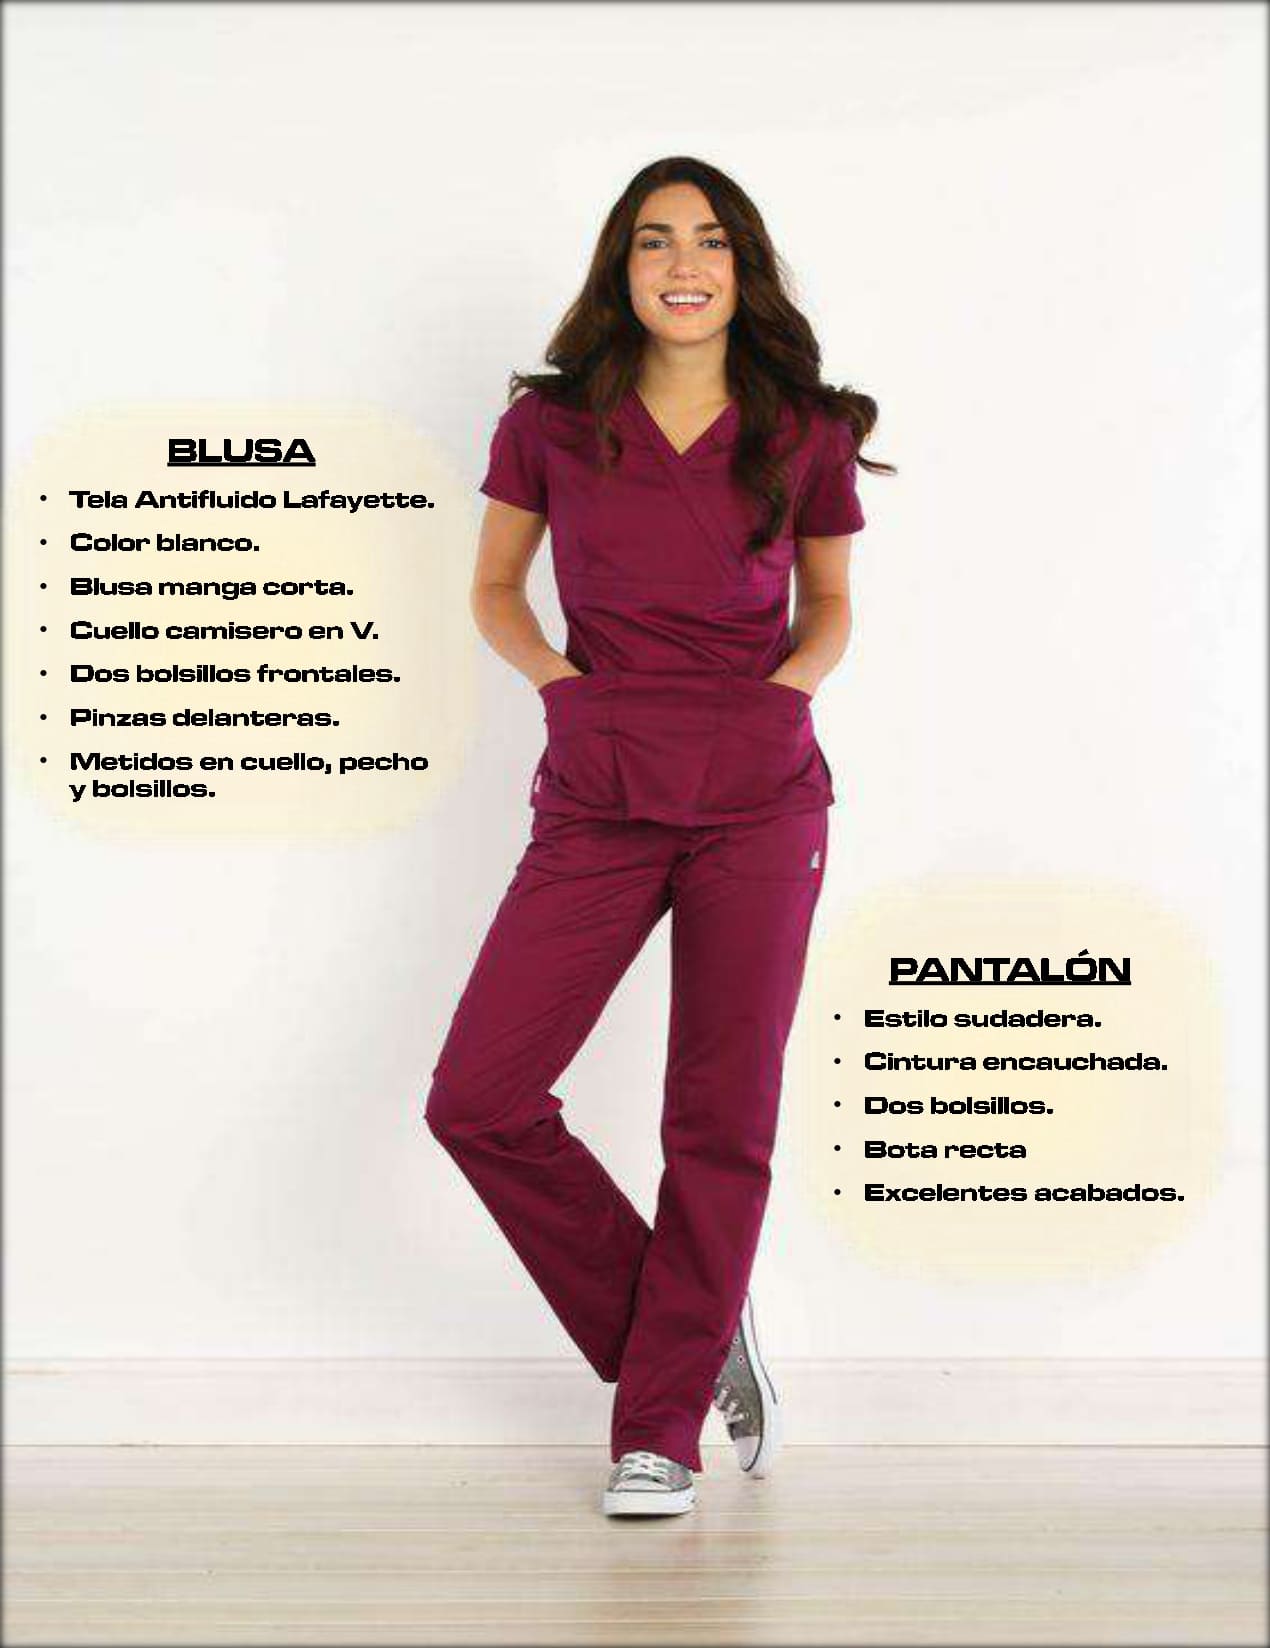 BLUSA
• Tela Antifluido Lafayette.
• Color blanco.
• Blusa manga corta.
• Cuello camisero en V.
• Dos bolsillos frontales.
• Pinzas delanteras.
• Metidos en cuello, pecho
y bolsillos.
PANTALÓN
• Estilo sudadera.
• Cintura encauchada.
• Dos bolsillos.
• Bota recta
• Excelentes acabados.